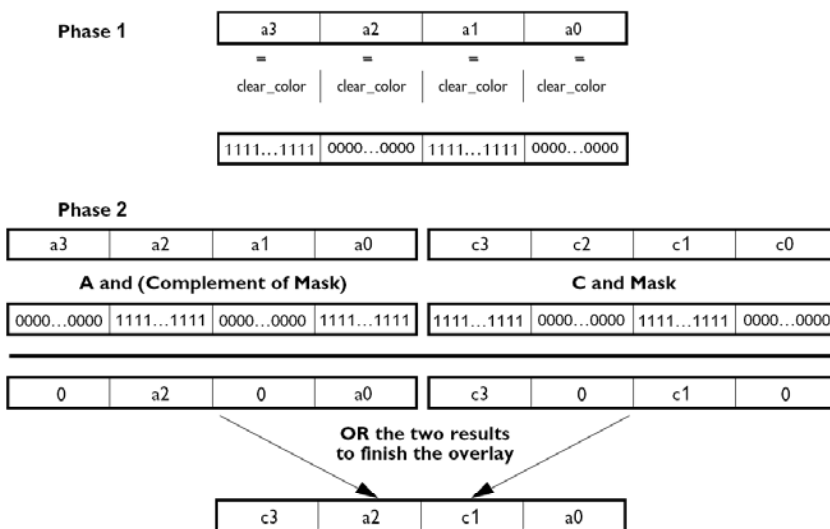 Phase 1
a3 a2 a1 a0
= = = =
clear_color clear_color clear_color clear_color
1111...1111 0000...0000 1111...1111 0000...0000
Phase 2
a3 a2 a1 a0 c3 c2 c1 c0
A and (Complement of Mask) C and Mask
0000...0000 1111...1111 0000...0000 1111...1111 1111...1111 0000...0000 1111...1111 0000...0000
0 a2 0 a0 c3 0 c1 0
OR the two results
to finish the overlay
c3 a2 c1 a0